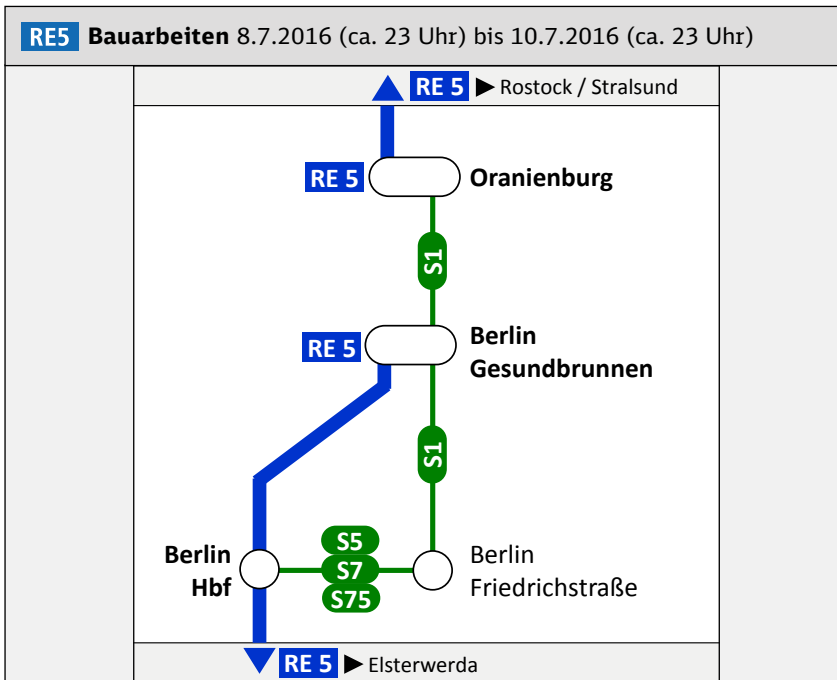 RE5 Bauarbeiten 8.7.2016 (ca. 23 Uhr) bis 10.7.2016 (ca. 23 Uhr)
RE 5 ▶ Rostock / Stralsund
RE 5 Oranienburg
S1
RE 5
Berlin
Gesundbrunnen
S1
Berlin
Hbf
S5
S7
S75
Berlin
Friedrichstraße
RE 5 ▶ Elsterwerda